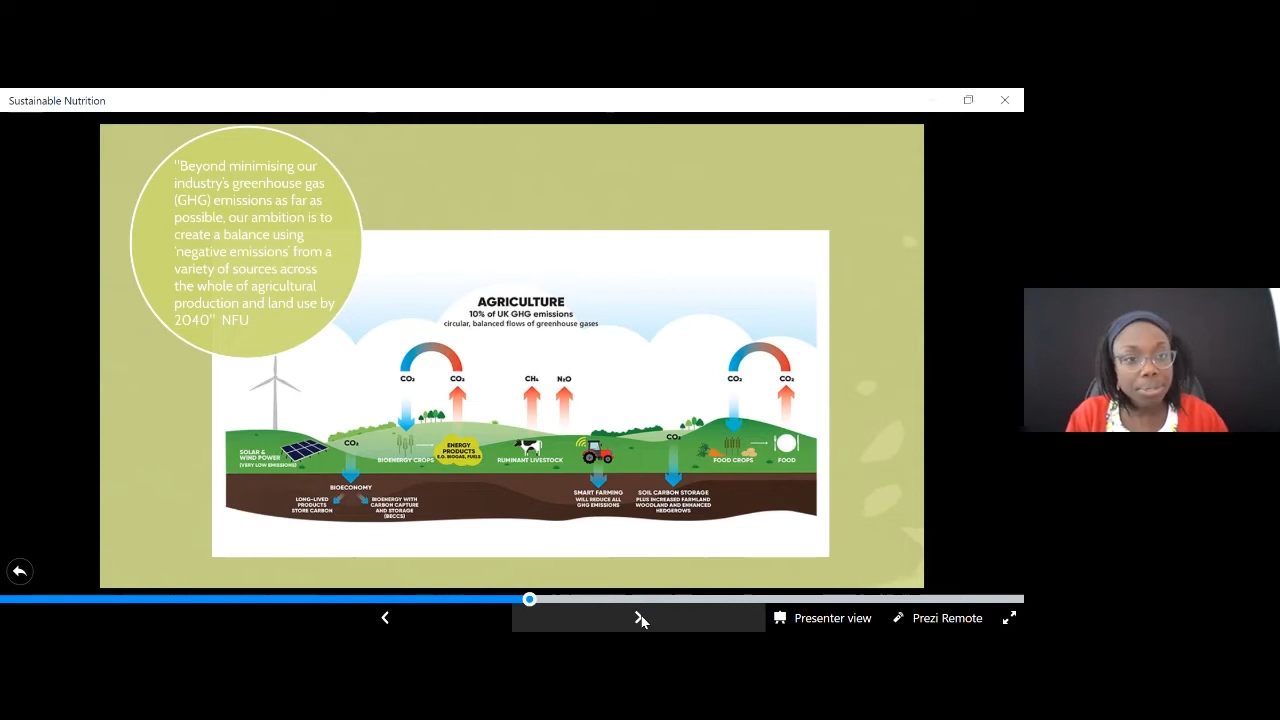 Sustainable Nutrition
"Beyond minimising our
industry's greenhouse gas
(GHG) emissions as far as
possible, our ambition is to
create a balance using
'negative emissions' from a
variety of sources across
the whole of agricultural
production and land use by
2040" NFU
AGRICULTURE
10% of UK GHG emissions
circular, balanced flows of greenhouse gases
CO₂
CO₂
CH₄
N₂O
CO₂
CO₂
SOLAR &
WIND POWER
(VERY LOW EMISSIONS)
CO₂
BIOENERGY CROPS
ENERGY
PRODUCTS
E.G. BIOGAS, FUELS
RUMINANT LIVESTOCK
CO₂
FOOD CROPS
FOOD
BIOECONOMY
LONG-LIVED
PRODUCTS
STORE CARBON
BIOENERGY WITH
CARBON CAPTURE
AND STORAGE
(BECCS)
SMART FARMING
WILL REDUCE ALL
GHG EMISSIONS
SOIL CARBON STORAGE
PLUS INCREASED FARMLAND
WOODLAND AND ENHANCED
HEDGEROWS
Presenter view
Prezi Remote